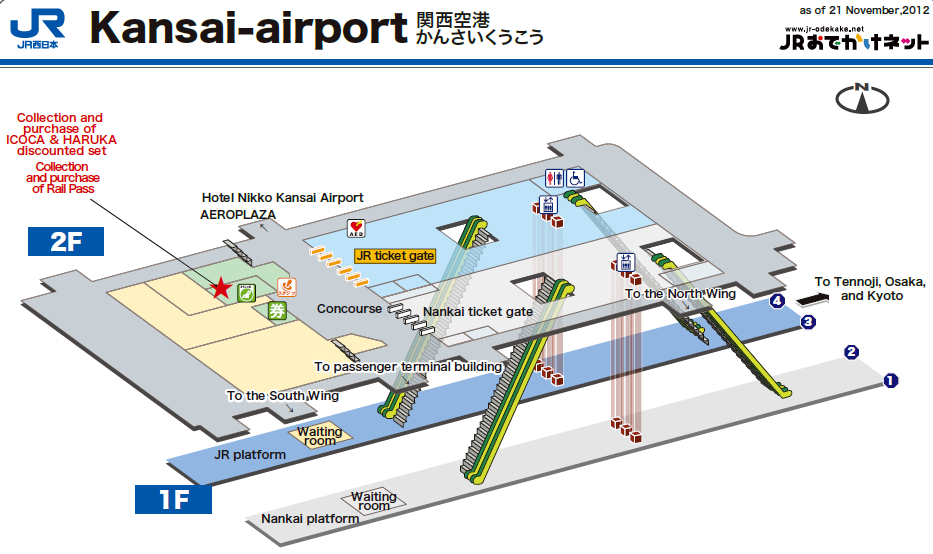 JR
JR西日本
Kansai-airport
関西空港
かんさいくうこう
as of 21 November,2012
www.jr-odekake.net
JRおでかけネット
N
Collection and
purchase of
ICOCA & HARUKA
discounted set
Collection
and purchase
of Rail Pass
Hotel Nikko Kansai Airport
AEROPLAZA
2F
AED
JR ticket gate
券
Concourse
Nankai ticket gate
To the North Wing
To Tennoji, Osaka,
and Kyoto
4
3
2
1
To passenger terminal building
To the South Wing
Waiting
room
JR platform
1F
Waiting
room
Nankai platform